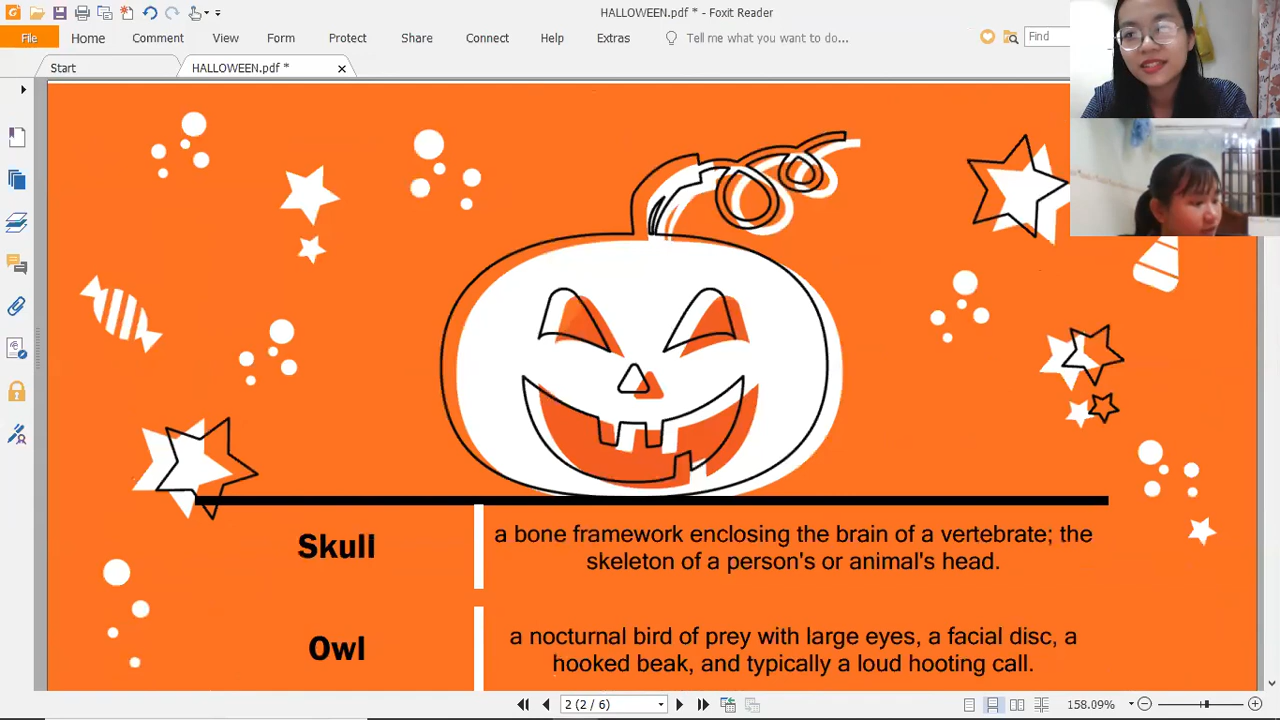 HALLOWEEN.pdf * - Foxit Reader
File Home Comment View Form Protect Share Connect Help Extras Tell me what you want to do... Find
Start HALLOWEEN.pdf *
Skull
a bone framework enclosing the brain of a vertebrate; the
skeleton of a person's or animal's head.
Owl
a nocturnal bird of prey with large eyes, a facial disc, a
hooked beak, and typically a loud hooting call.
2 (2 / 6) 158.09%